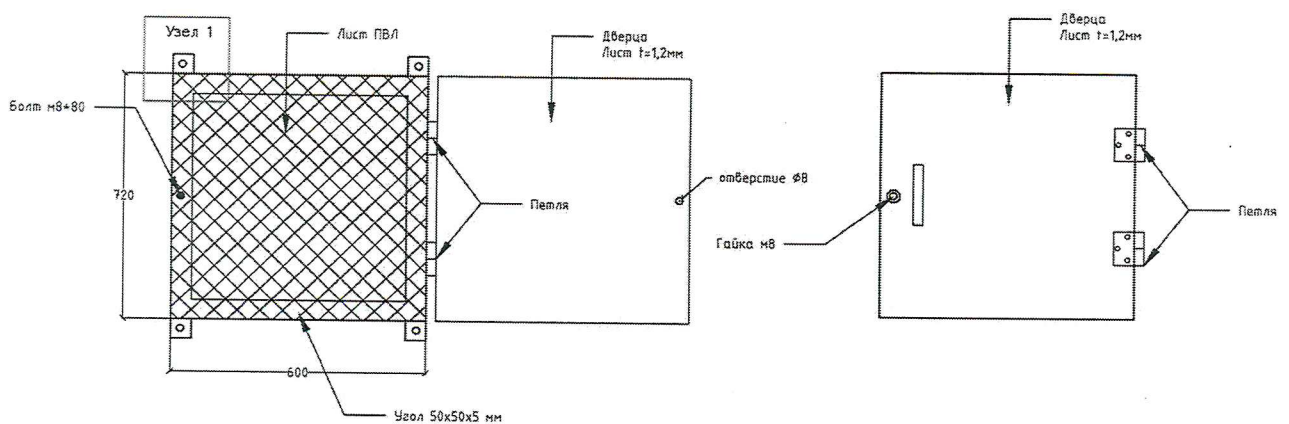 Узел 1
Лист ПВЛ
Дверца
Лист t=1,2мм
Дверца
Лист t=1,2мм
Болт м8*80
720
отверстие Ø8
Петля
Гайка м8
Петля
600
Угол 50х50х5 мм